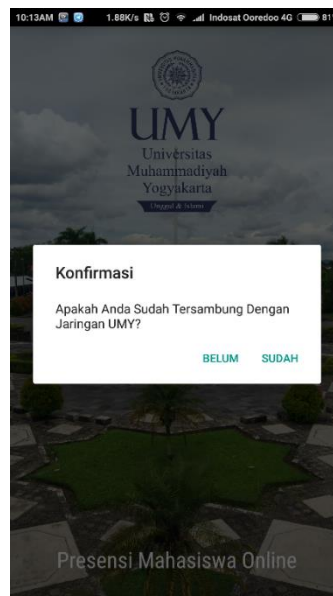 10:13AM 1.88K/s Indosat Ooredoo 4G 81%
UMY
Universitas
Muhammadiyah
Yogyakarta
Unggul & Islami
Konfirmasi
Apakah Anda Sudah Tersambung Dengan
Jaringan UMY?
BELUM SUDAH
Presensi Mahasiswa Online